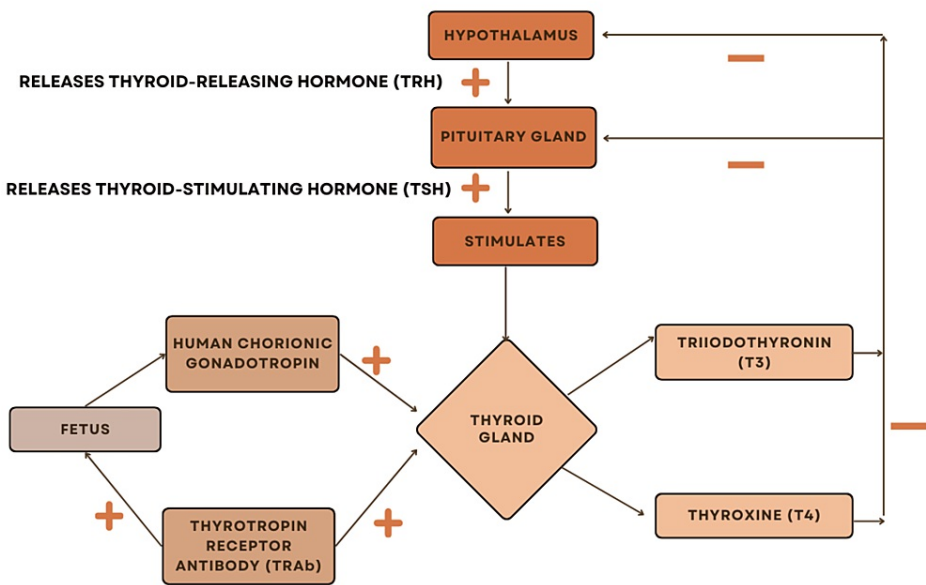 HYPOTHALAMUS
RELEASES THYROID-RELEASING HORMONE (TRH)
PITUITARY GLAND
RELEASES THYROID-STIMULATING HORMONE (TSH)
STIMULATES
HUMAN CHORIONIC
GONADOTROPIN
TRIIODOTHYRONIN
(T3)
FETUS
THYROID
GLAND
THYROTROPIN
RECEPTOR
ANTIBODY (TRAb)
THYROXINE (T4)